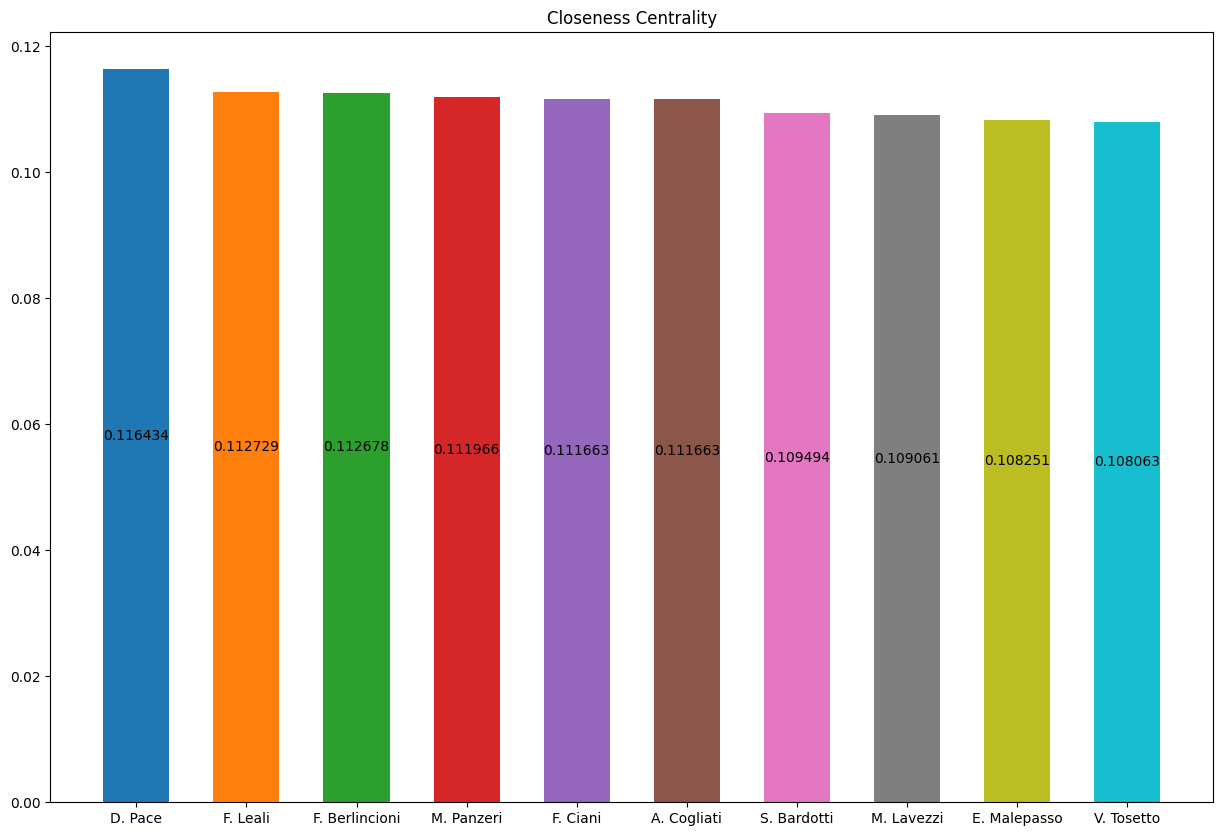 Closeness Centrality
0.12
0.10
0.08
0.06
0.04
0.02
0.00
0.116434
0.112729
0.112678
0.111966
0.111663
0.111663
0.109494
0.109061
0.108251
0.108063
D. Pace
F. Leali
F. Berlincioni
M. Panzeri
F. Ciani
A. Cogliati
S. Bardotti
M. Lavezzi
E. Malepasso
V. Tosetto